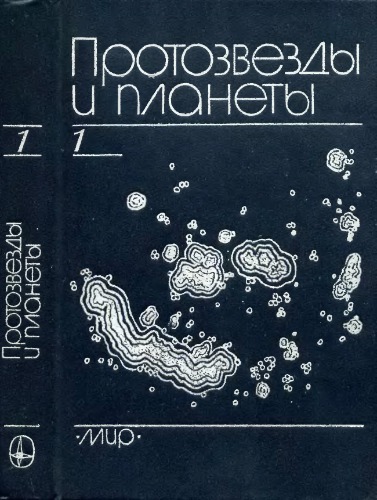 Протозвезды
и планеты
1
·мир·
1
Протозвезды
и планеты